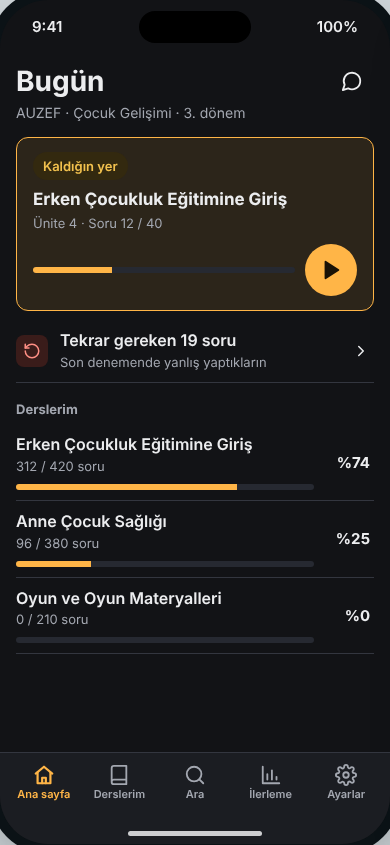 9:41
100%
Bugün
AUZEF · Çocuk Gelişimi · 3. dönem
Kaldığın yer
Erken Çocukluk Eğitimine Giriş
Ünite 4 · Soru 12 / 40
Tekrar gereken 19 soru
Son denemende yanlış yaptıkların
Derslerim
Erken Çocukluk Eğitimine Giriş
312 / 420 soru
%74
Anne Çocuk Sağlığı
96 / 380 soru
%25
Oyun ve Oyun Materyalleri
0 / 210 soru
%0
Ana sayfa
Derslerim
Ara
İlerleme
Ayarlar